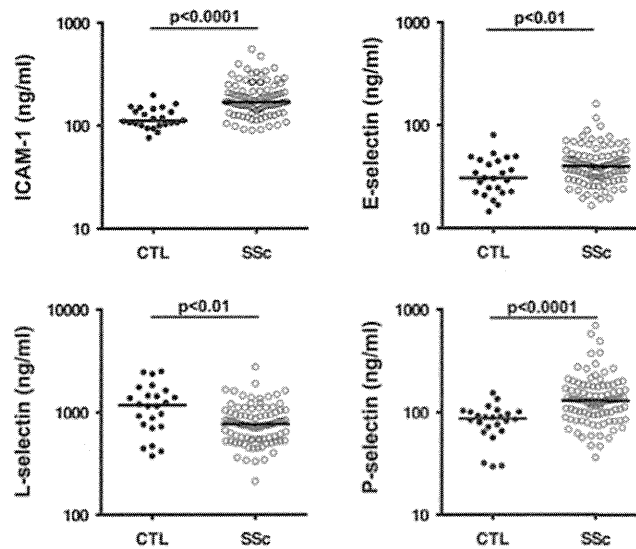 p<0.0001
ICAM-1 (ng/ml)
1000
100
10
CTL
SSc
p<0.01
E-selectin (ng/ml)
1000
100
10
CTL
SSc
p<0.01
L-selectin (ng/ml)
10000
1000
100
CTL
SSc
p<0.0001
P-selectin (ng/ml)
1000
100
10
CTL
SSc